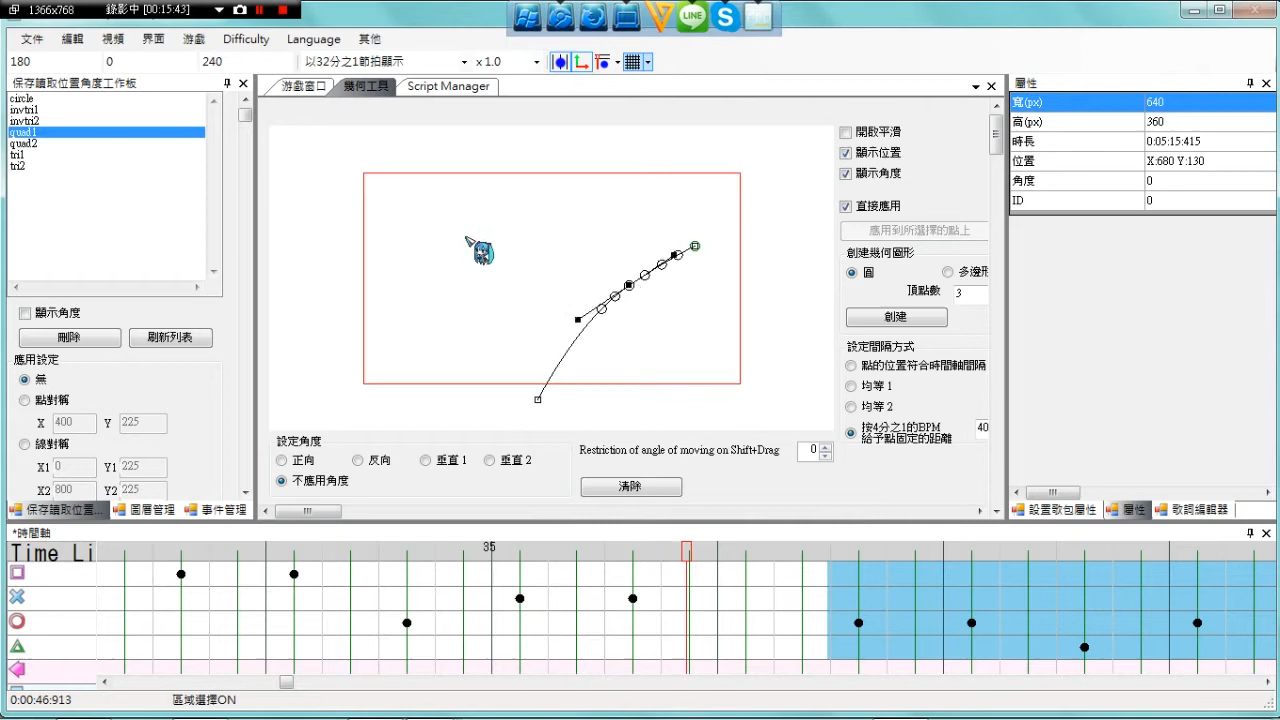 1366x768 錄影中 [00:15:43]
LINE
文件 編輯 視頻 界面 游戲 Difficulty Language 其他
180 0 240 以32分之1節拍顯示 x 1.0
保存讀取位置角度工作板
circle
invtri1
invtri2
quad1
quad2
tri1
tri2
顯示角度
刪除 刷新列表
應用設定
無
點對稱
X 400 Y 225
線對稱
X1 0 Y1 225
X2 800 Y2 225
保存讀取位置... 圖層管理 事件管理
游戲窗口 幾何工具 Script Manager
開啟平滑
顯示位置
顯示角度
直接應用
應用到所選擇的點上
創建幾何圖形
圓 多邊形
頂點數 3
創建
設定間隔方式
點的位置符合時間軸間隔
均等 1
均等 2
按4分之1的BPM
給予點固定的距離 40
設定角度
正向 反向 垂直 1 垂直 2
不應用角度
Restriction of angle of moving on Shift+Drag 0
清除
屬性
寬(px) 640
高(px) 360
時長 0:05:15:415
位置 X:680 Y:130
角度 0
ID 0
設置歌包屬性 屬性 歌詞編輯器
*時間軸
Time Li 35
0:00:46:913 區域選擇ON